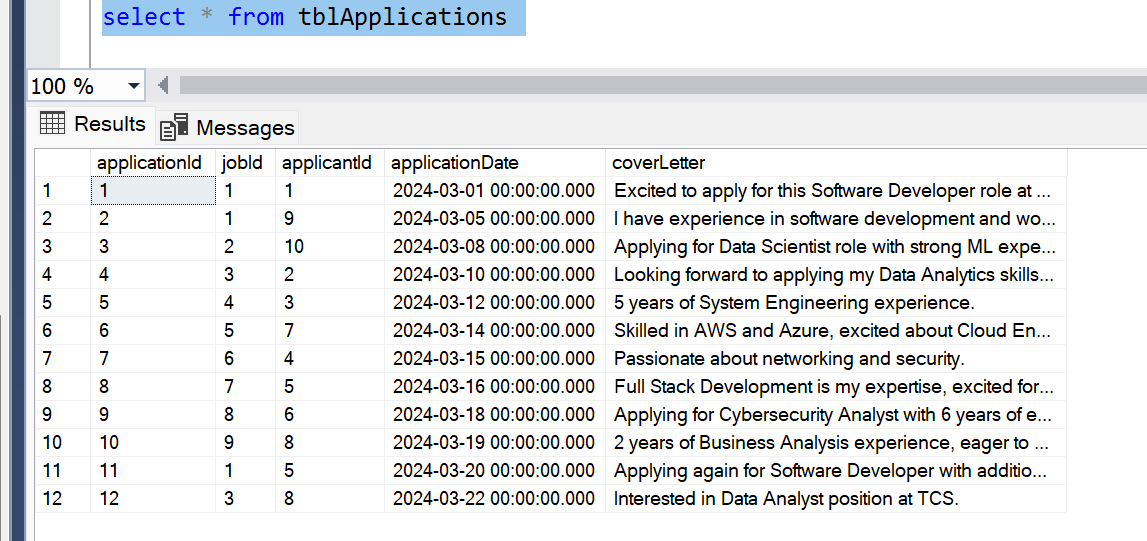 select * from tblApplications
100 %
Results Messages
applicationId jobId applicantId applicationDate coverLetter
1 1 1 1 2024-03-01 00:00:00.000 Excited to apply for this Software Developer role at ...
2 2 1 9 2024-03-05 00:00:00.000 I have experience in software development and wo...
3 3 2 10 2024-03-08 00:00:00.000 Applying for Data Scientist role with strong ML expe...
4 4 3 2 2024-03-10 00:00:00.000 Looking forward to applying my Data Analytics skills...
5 5 4 3 2024-03-12 00:00:00.000 5 years of System Engineering experience.
6 6 5 7 2024-03-14 00:00:00.000 Skilled in AWS and Azure, excited about Cloud En...
7 7 6 4 2024-03-15 00:00:00.000 Passionate about networking and security.
8 8 7 5 2024-03-16 00:00:00.000 Full Stack Development is my expertise, excited for...
9 9 8 6 2024-03-18 00:00:00.000 Applying for Cybersecurity Analyst with 6 years of e...
10 10 9 8 2024-03-19 00:00:00.000 2 years of Business Analysis experience, eager to ...
11 11 1 5 2024-03-20 00:00:00.000 Applying again for Software Developer with additio...
12 12 3 8 2024-03-22 00:00:00.000 Interested in Data Analyst position at TCS.